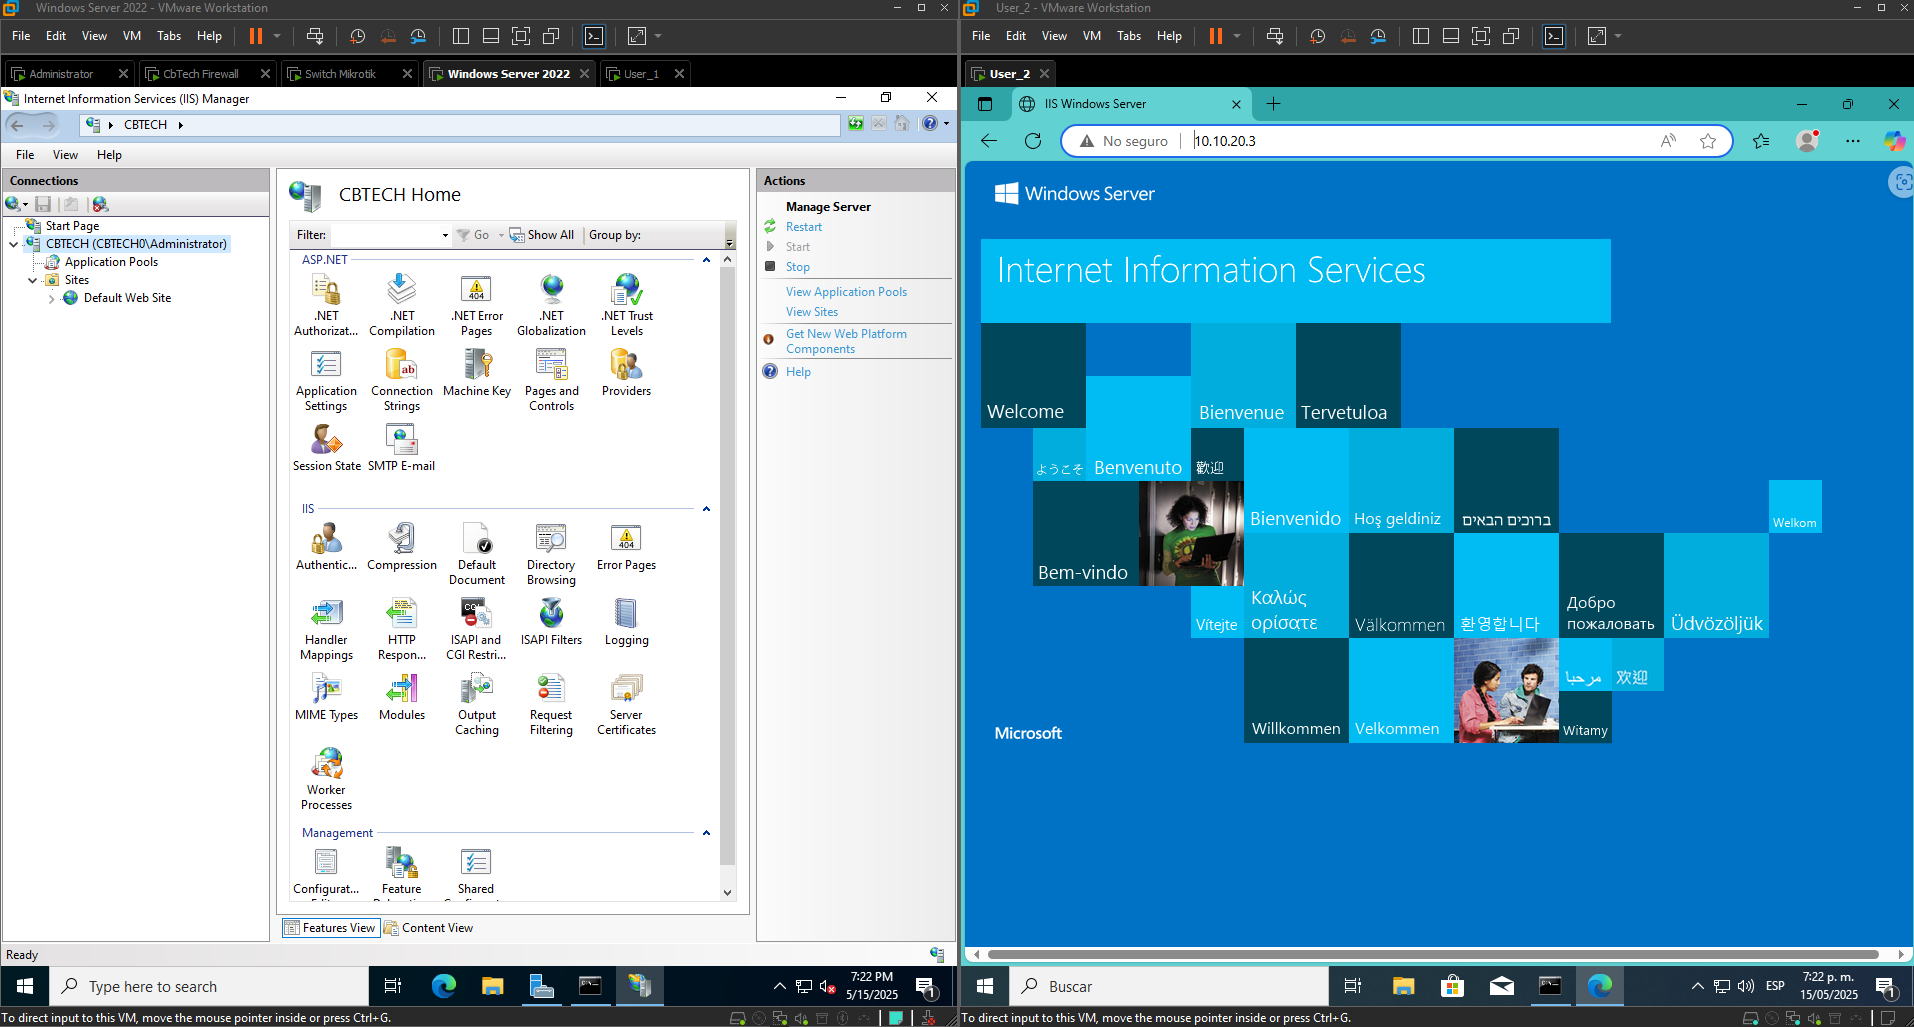 Windows Server 2022 - VMware Workstation
File Edit View VM Tabs Help
Administrator
CbTech Firewall
Switch Mikrotik
Windows Server 2022
User_1
Internet Information Services (IIS) Manager
CBTECH
File View Help
Connections
Start Page
CBTECH (CBTECH0\Administrator)
Application Pools
Sites
Default Web Site
CBTECH Home
Filter:
Go
Show All
Group by:
ASP.NET
.NET Authorizat...
.NET Compilation
.NET Error Pages
.NET Globalization
.NET Trust Levels
Application Settings
Connection Strings
Machine Key
Pages and Controls
Providers
Session State
SMTP E-mail
IIS
Authentic...
Compression
Default Document
Directory Browsing
Error Pages
Handler Mappings
HTTP Respon...
ISAPI and CGI Restri...
ISAPI Filters
Logging
MIME Types
Modules
Output Caching
Request Filtering
Server Certificates
Worker Processes
Management
Configurat...
Feature
Shared
Features View
Content View
Actions
Manage Server
Restart
Start
Stop
View Application Pools
View Sites
Get New Web Platform
Components
Help
Ready
Type here to search
7:22 PM
5/15/2025
1
To direct input to this VM, move the mouse pointer inside or press Ctrl+G.
User_2 - VMware Workstation
File Edit View VM Tabs Help
User_2
IIS Windows Server
No seguro
10.10.20.3
Windows Server
Internet Information Services
Welcome
Bienvenue
Tervetuloa
ようこそ
Benvenuto
歡迎
Bienvenido
Hoş geldiniz
ברוכים הבאים
Welkom
Bem-vindo
Vítejte
Καλώς
ορίσατε
Välkommen
환영합니다
Добро
пожаловать
Üdvözöljük
مرحبا
欢迎
Microsoft
Willkommen
Velkommen
Witamy
Buscar
ESP
7:22 p. m.
15/05/2025
1
To direct input to this VM, move the mouse pointer inside or press Ctrl+G.